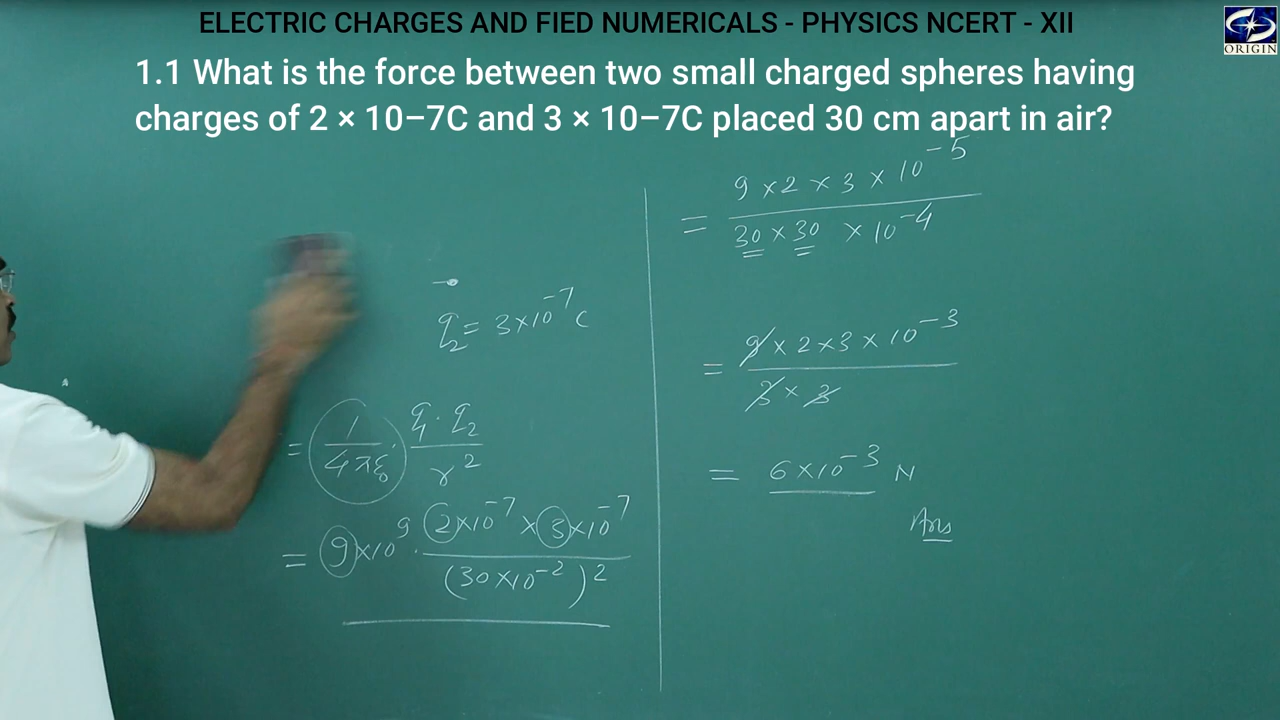 ELECTRIC CHARGES AND FIED NUMERICALS - PHYSICS NCERT - XII
ORIGIN
1.1 What is the force between two small charged spheres having
charges of 2 × 10–7C and 3 × 10–7C placed 30 cm apart in air?
q₂ = 3×10⁻⁷ C
= 1/4πε₀ · q₁·q₂/r²
= 9×10⁹ · 2×10⁻⁷ × 3×10⁻⁷/(30×10⁻²)²
= 9×2×3×10⁻⁵/30×30 ×10⁻⁴
= 9×2×3×10⁻³/3×3
= 6×10⁻³ N
Ans